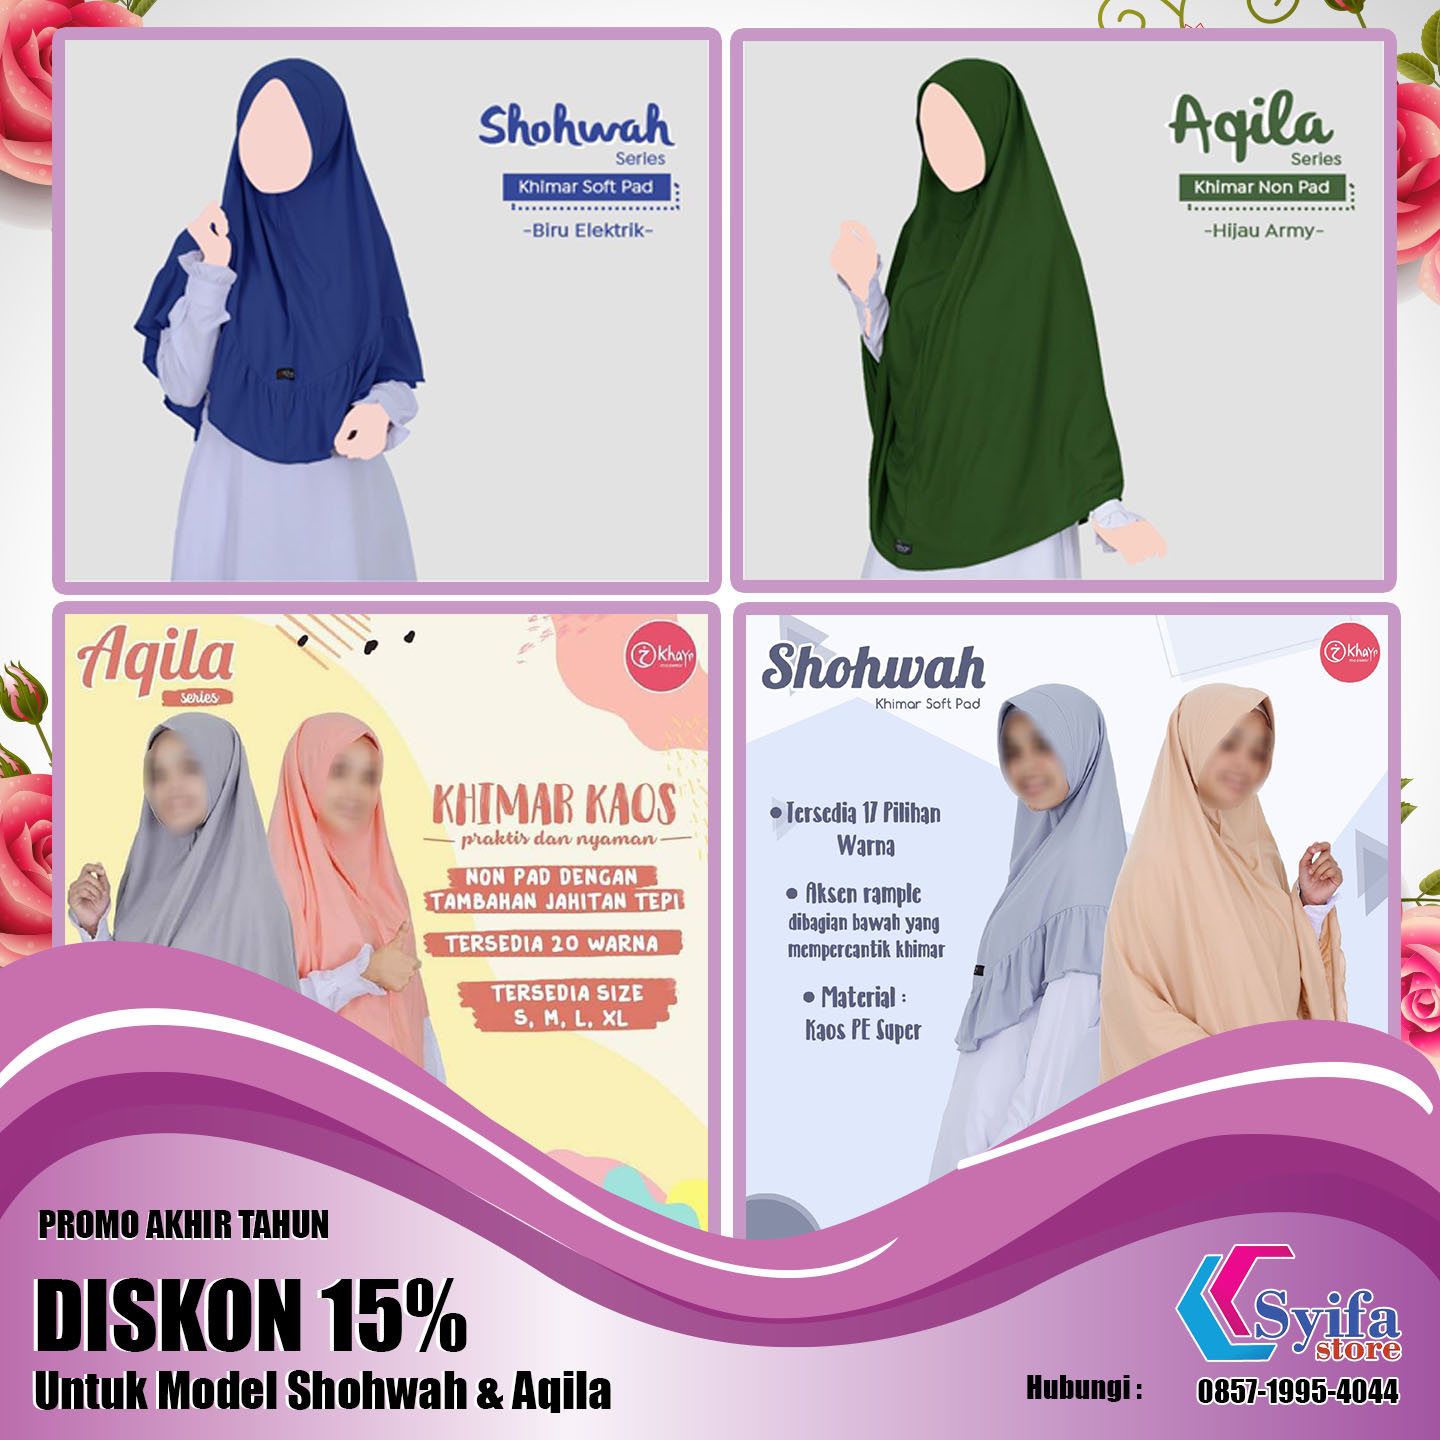 Shohwah
Series
Khimar Soft Pad
-Biru Elektrik-
Aqila
Series
Khimar Non Pad
-Hijau Army-
Aqila
series
Khayr
KHIMAR KAOS
praktis dan nyaman
NON PAD DENGAN
TAMBAHAN JAHITAN TEPI
TERSEDIA 20 WARNA
TERSEDIA SIZE
S, M, L, XL
Shohwah
Khimar Soft Pad
Khayr
• Tersedia 17 Pilihan
Warna
• Aksen rample
dibagian bawah yang
mempercantik khimar
• Material :
Kaos PE Super
PROMO AKHIR TAHUN
DISKON 15%
Untuk Model Shohwah & Aqila
Syifa
store
Hubungi :
0857-1995-4044